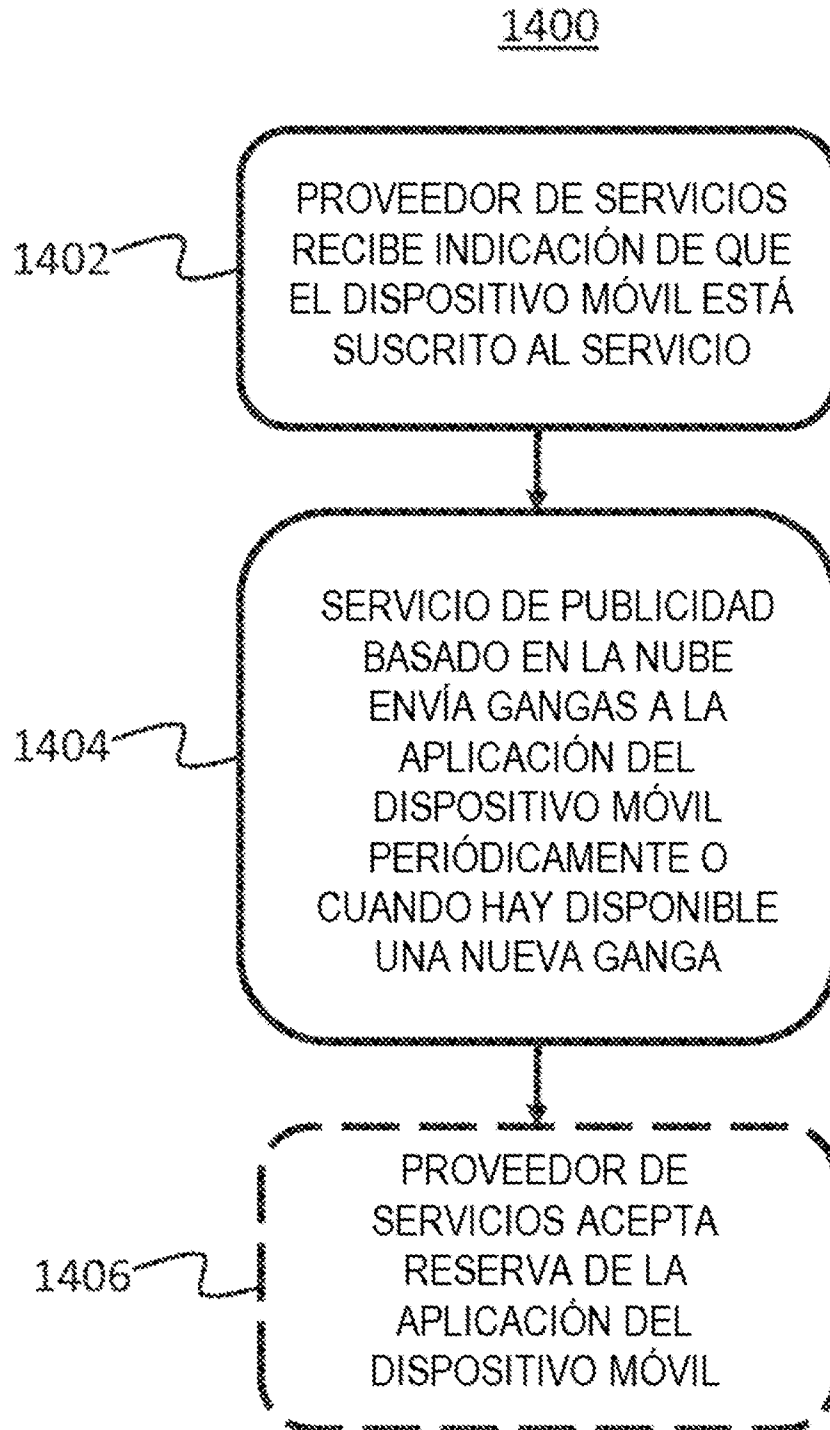 1400
1402
PROVEEDOR DE SERVICIOS
RECIBE INDICACIÓN DE QUE
EL DISPOSITIVO MÓVIL ESTÁ
SUSCRITO AL SERVICIO
1404
SERVICIO DE PUBLICIDAD
BASADO EN LA NUBE
ENVÍA GANGAS A LA
APLICACIÓN DEL
DISPOSITIVO MÓVIL
PERIÓDICAMENTE O
CUANDO HAY DISPONIBLE
UNA NUEVA GANGA
1406
PROVEEDOR DE
SERVICIOS ACEPTA
RESERVA DE LA
APLICACIÓN DEL
DISPOSITIVO MÓVIL